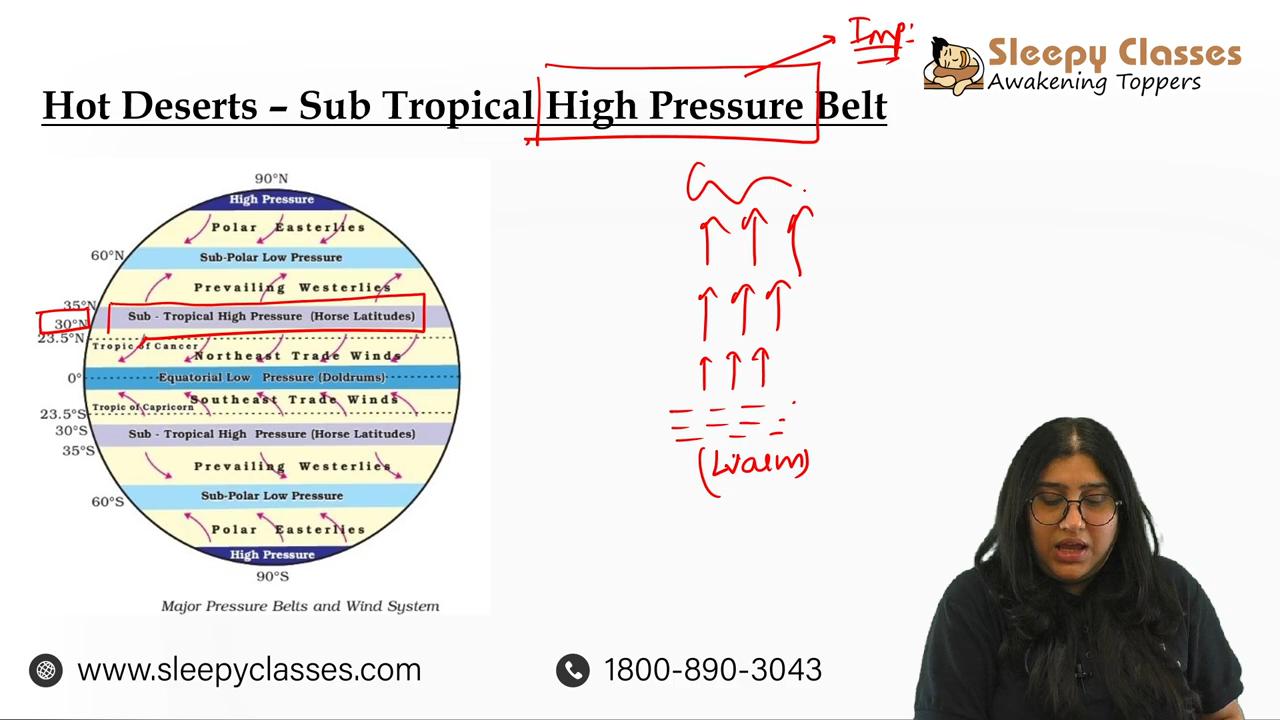 Imp:
Sleepy Classes
Awakening Toppers
Hot Deserts – Sub Tropical High Pressure Belt
90°N
High Pressure
Polar Easterlies
60°N
Sub-Polar Low Pressure
Prevailing Westerlies
35°N
Sub - Tropical High Pressure (Horse Latitudes)
30°N
23.5°N
Tropic of Cancer
Northeast Trade Winds
0°
Equatorial Low Pressure (Doldrums)
Southeast Trade Winds
Tropic of Capricorn
23.5°S
30°S
Sub - Tropical High Pressure (Horse Latitudes)
35°S
Prevailing Westerlies
60°S
Sub-Polar Low Pressure
Polar Easterlies
High Pressure
90°S
Major Pressure Belts and Wind System
(Warm)
www.sleepyclasses.com
1800-890-3043